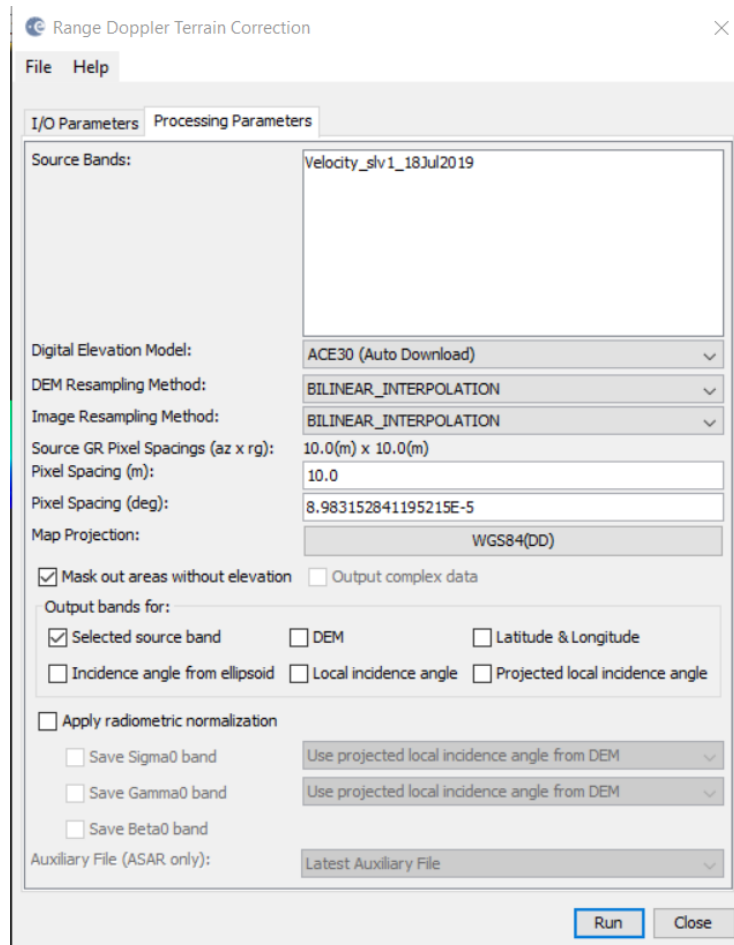 Range Doppler Terrain Correction
File Help
I/O Parameters Processing Parameters
Source Bands: Velocity_slv1_18Jul2019
Digital Elevation Model: ACE30 (Auto Download)
DEM Resampling Method: BILINEAR_INTERPOLATION
Image Resampling Method: BILINEAR_INTERPOLATION
Source GR Pixel Spacings (az x rg): 10.0(m) x 10.0(m)
Pixel Spacing (m): 10.0
Pixel Spacing (deg): 8.983152841195215E-5
Map Projection: WGS84(DD)
Mask out areas without elevation Output complex data
Output bands for:
Selected source band DEM Latitude & Longitude
Incidence angle from ellipsoid Local incidence angle Projected local incidence angle
Apply radiometric normalization
Save Sigma0 band Use projected local incidence angle from DEM
Save Gamma0 band Use projected local incidence angle from DEM
Save Beta0 band
Auxiliary File (ASAR only): Latest Auxiliary File
Run Close